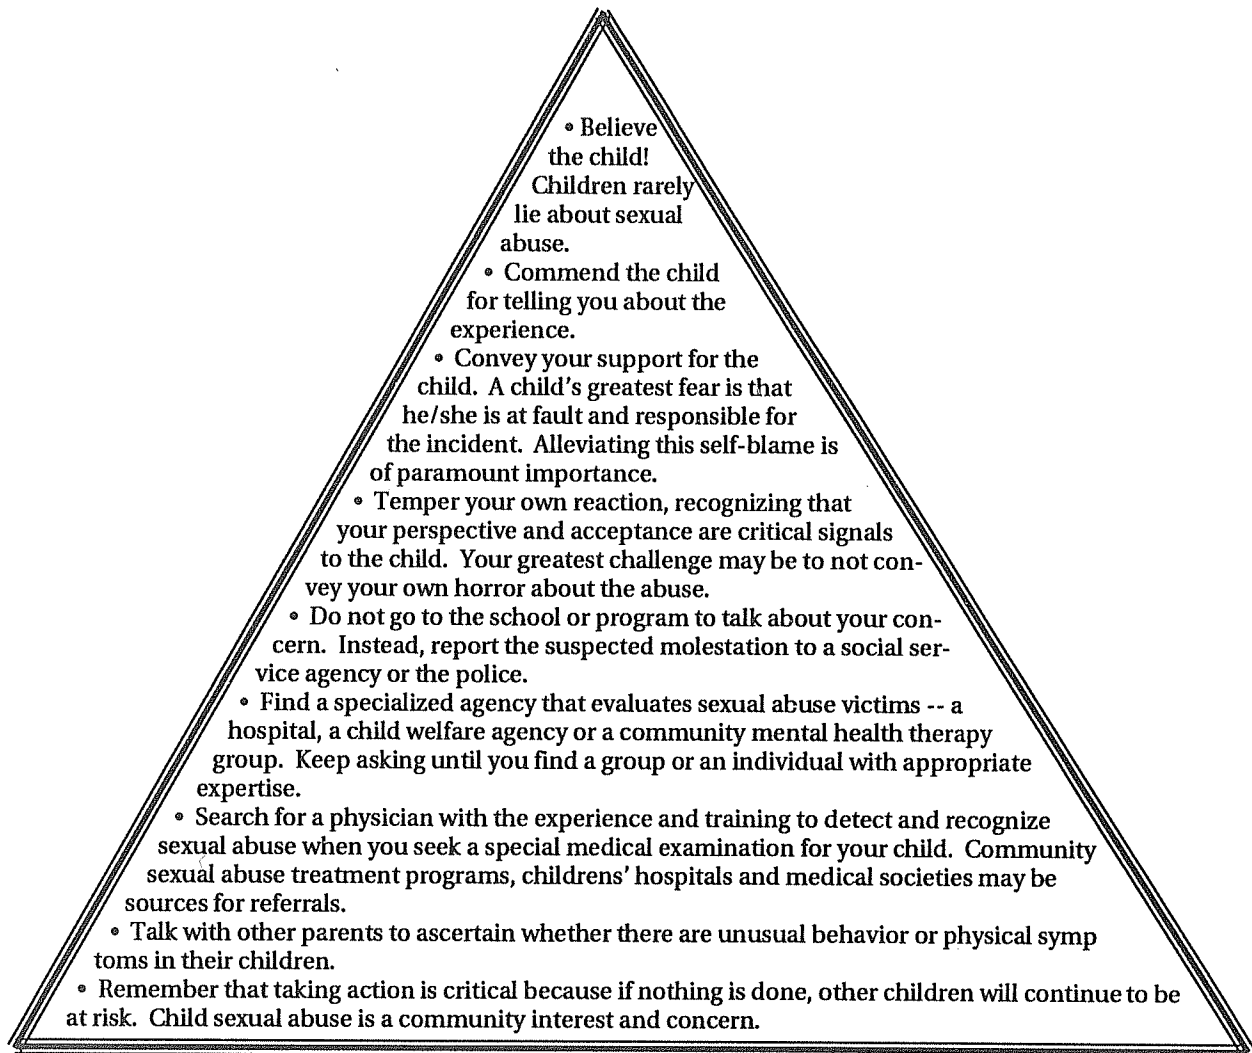 • Believe
the child!
Children rarely
lie about sexual
abuse.
• Commend the child
for telling you about the
experience.
• Convey your support for the
child. A child's greatest fear is that
he/she is at fault and responsible for
the incident. Alleviating this self-blame is
of paramount importance.
• Temper your own reaction, recognizing that
your perspective and acceptance are critical signals
to the child. Your greatest challenge may be to not con-
vey your own horror about the abuse.
• Do not go to the school or program to talk about your con-
cern. Instead, report the suspected molestation to a social ser-
vice agency or the police.
• Find a specialized agency that evaluates sexual abuse victims -- a
hospital, a child welfare agency or a community mental health therapy
group. Keep asking until you find a group or an individual with appropriate
expertise.
• Search for a physician with the experience and training to detect and recognize
sexual abuse when you seek a special medical examination for your child. Community
sexual abuse treatment programs, childrens' hospitals and medical societies may be
sources for referrals.
• Talk with other parents to ascertain whether there are unusual behavior or physical symp
toms in their children.
• Remember that taking action is critical because if nothing is done, other children will continue to be
at risk. Child sexual abuse is a community interest and concern.